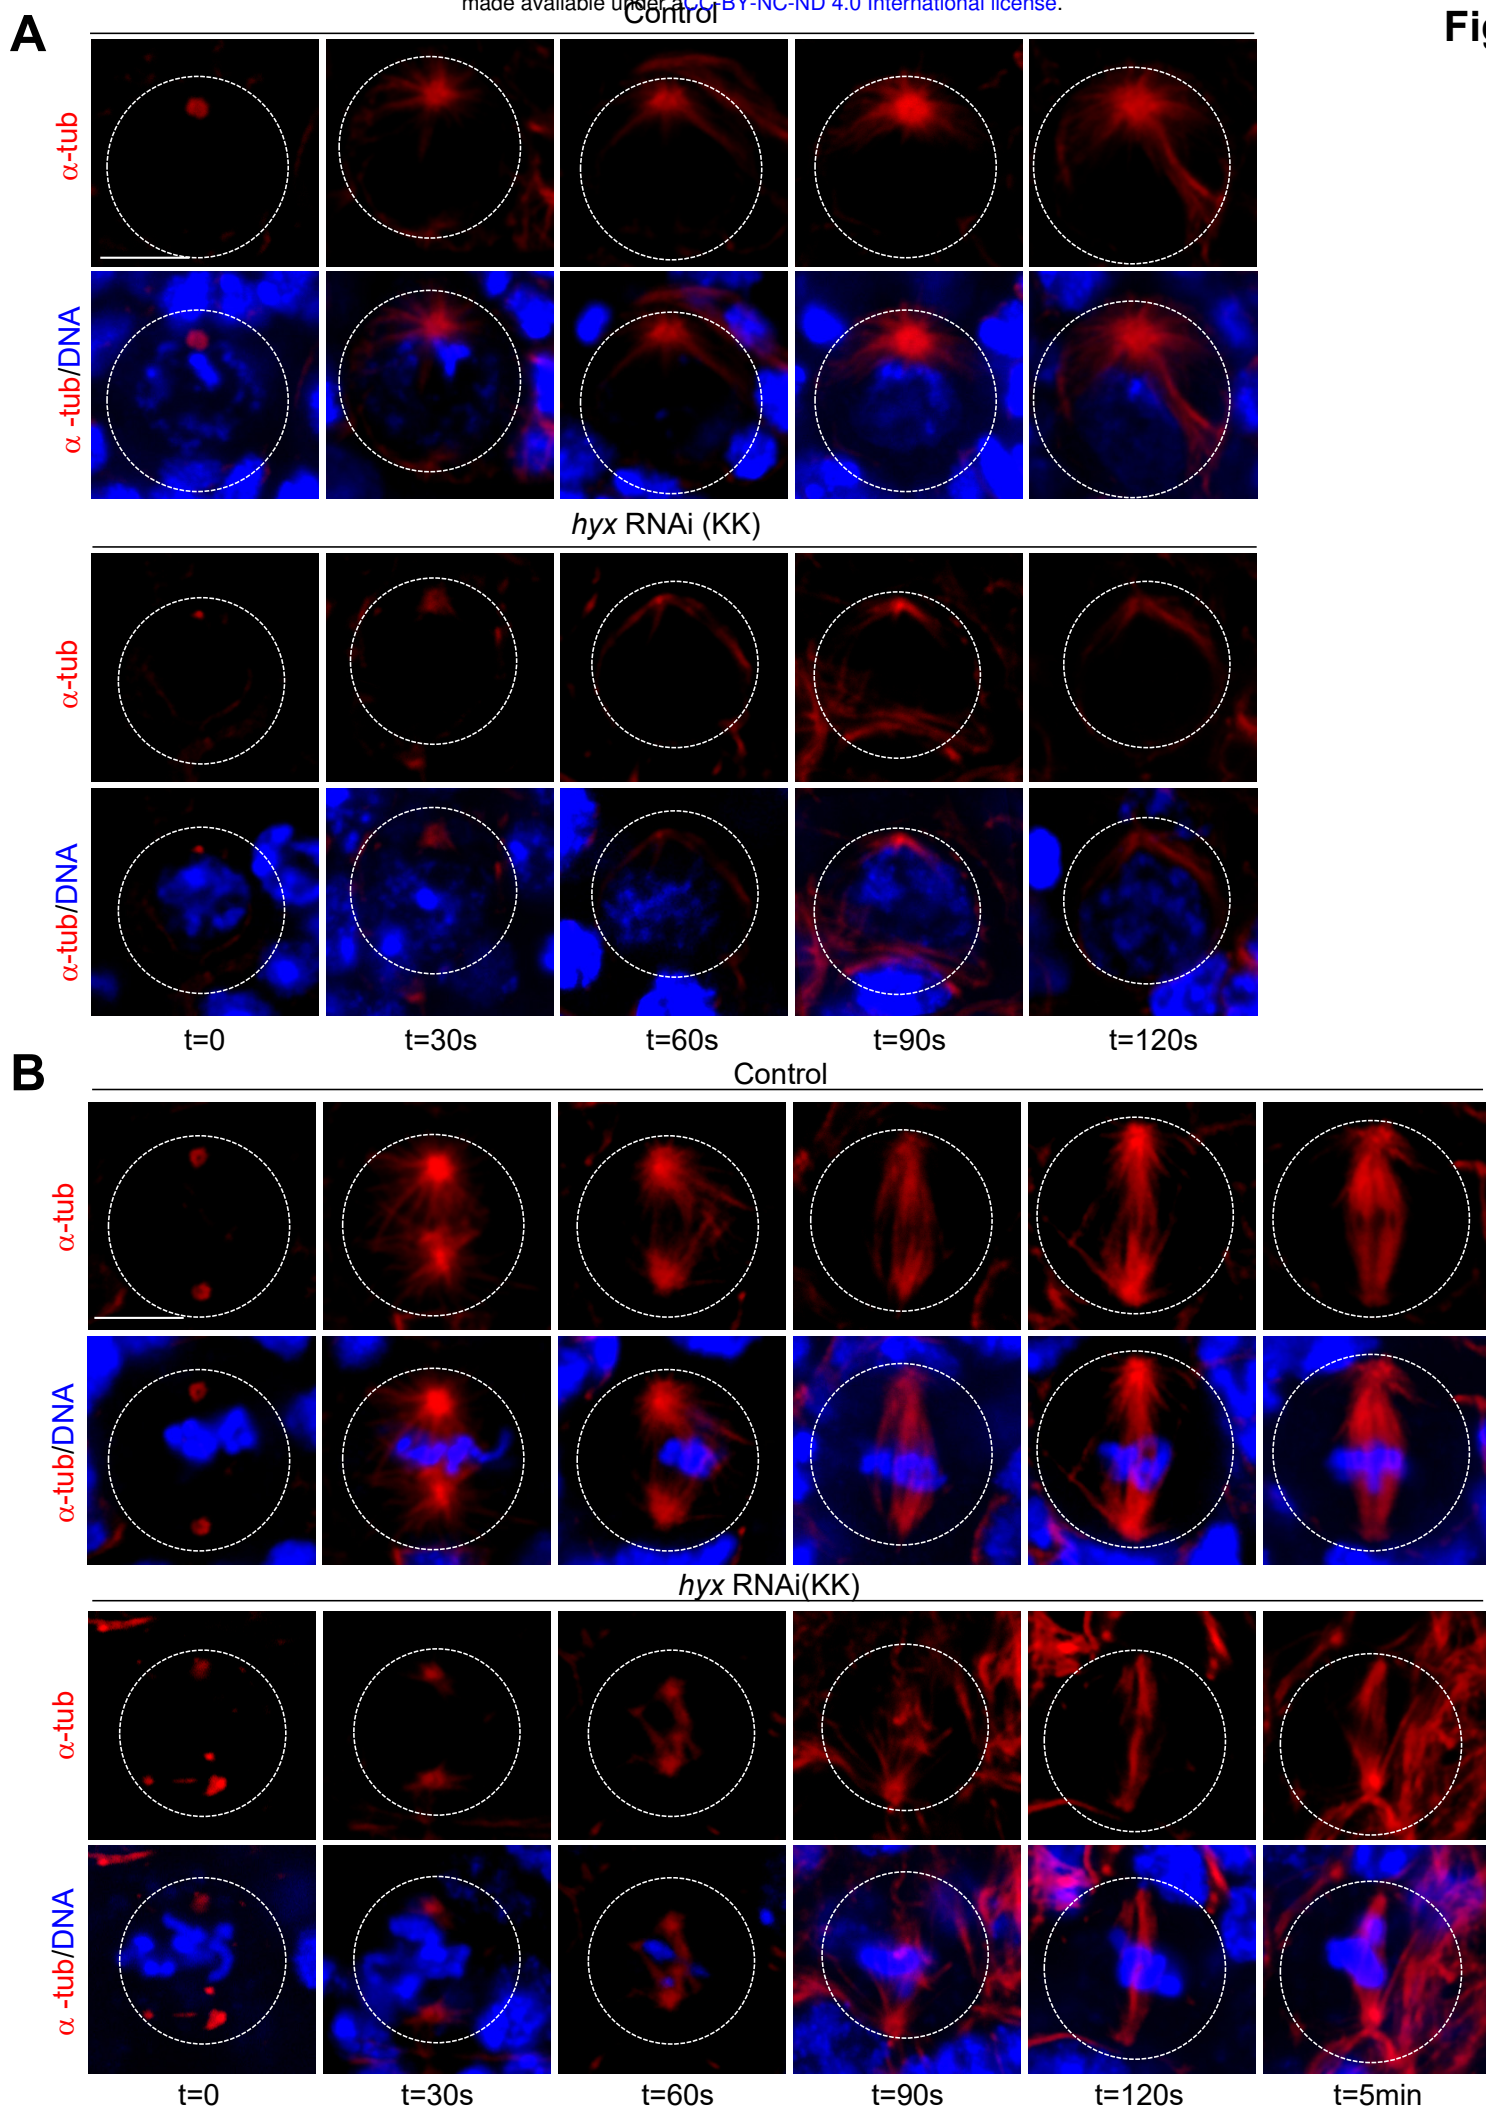 made available under aCC-BY-NC-ND 4.0 International license.
Fig
A
Control
α-tub
α -tub/DNA
hyx RNAi (KK)
α-tub
α-tub/DNA
t=0 t=30s t=60s t=90s t=120s
B
Control
α-tub
α-tub/DNA
hyx RNAi(KK)
α-tub
α -tub/DNA
t=0 t=30s t=60s t=90s t=120s t=5min